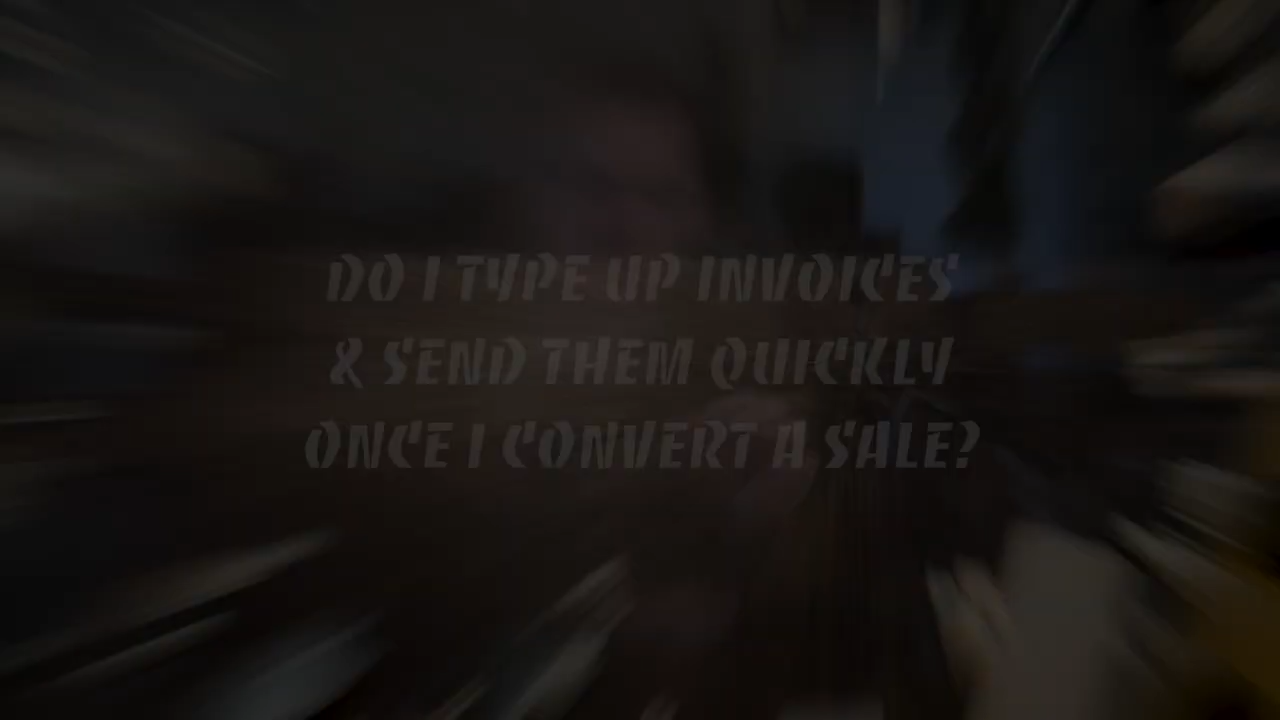 DO I TYPE UP INVOICES
& SEND THEM QUICKLY
ONCE I CONVERT A SALE?